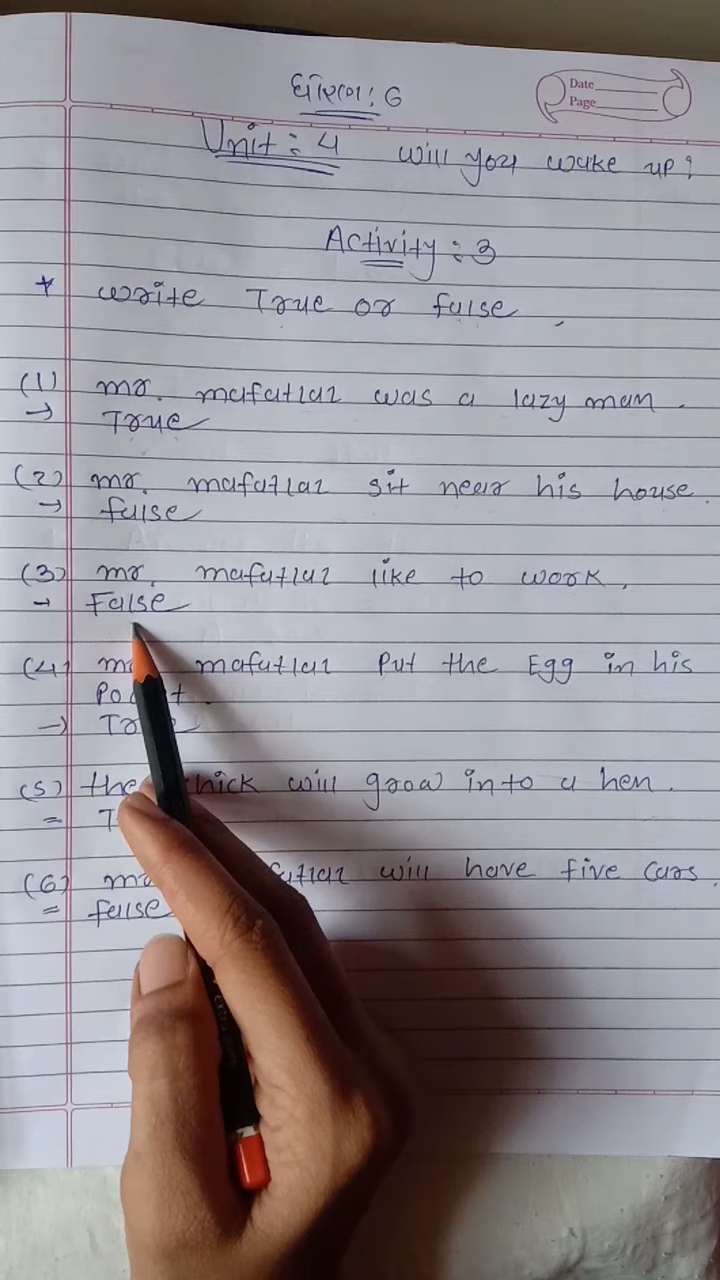 ધોરણ: 6
Date
Page
Unit: 4 will you wake up?
Activity: 3
* write True or false
(1) mr. mafatlal was a lazy man.
→ True
(2) mr. mafatlal sit near his house.
→ false
(3) mr. mafatlal like to work.
→ False
(4) mafatlal Put the Egg in his
→
(5) the chick will grow into a hen.
=
(6) will have five cars.
= false